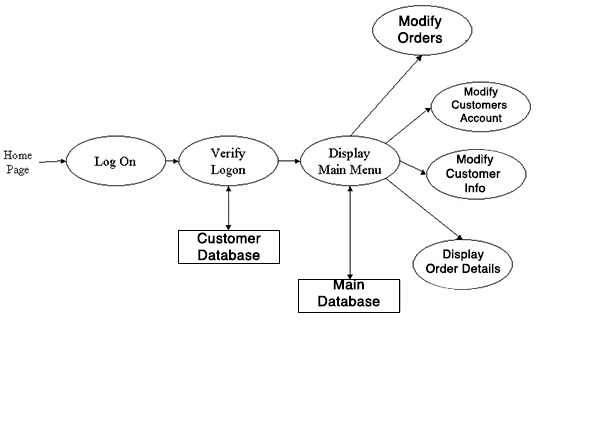 Modify
Orders
Modify
Customers
Account
Home
Page
Log On
Verify
Logon
Display
Main Menu
Modify
Customer
Info
Customer
Database
Display
Order Details
Main
Database